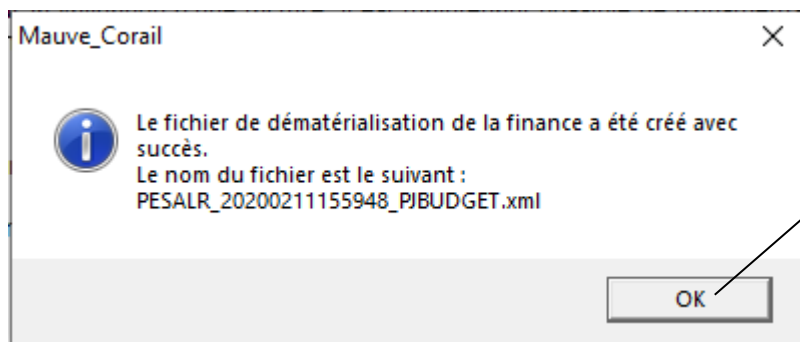 Mauve_Corail
Le fichier de dématérialisation de la finance a été créé avec
succès.
Le nom du fichier est le suivant :
PESALR_20200211155948_PJBUDGET.xml
OK